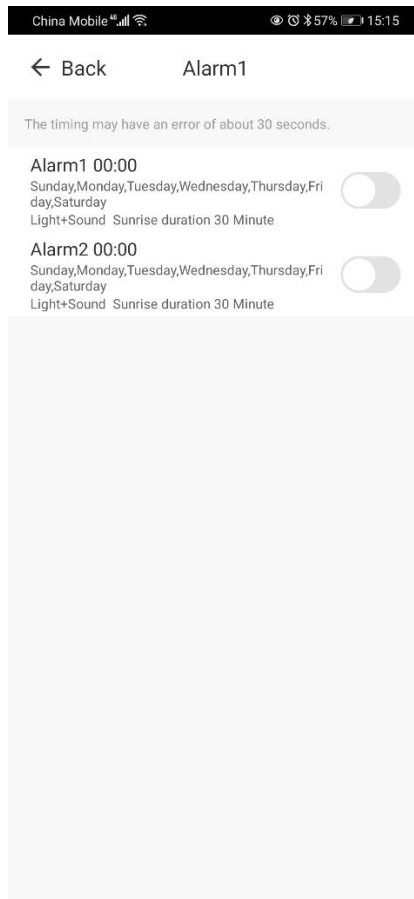 China Mobile 46 57% 15:15
Back Alarm1
The timing may have an error of about 30 seconds.
Alarm1 00:00
Sunday,Monday,Tuesday,Wednesday,Thursday,Fri
day,Saturday
Light+Sound Sunrise duration 30 Minute
Alarm2 00:00
Sunday,Monday,Tuesday,Wednesday,Thursday,Fri
day,Saturday
Light+Sound Sunrise duration 30 Minute